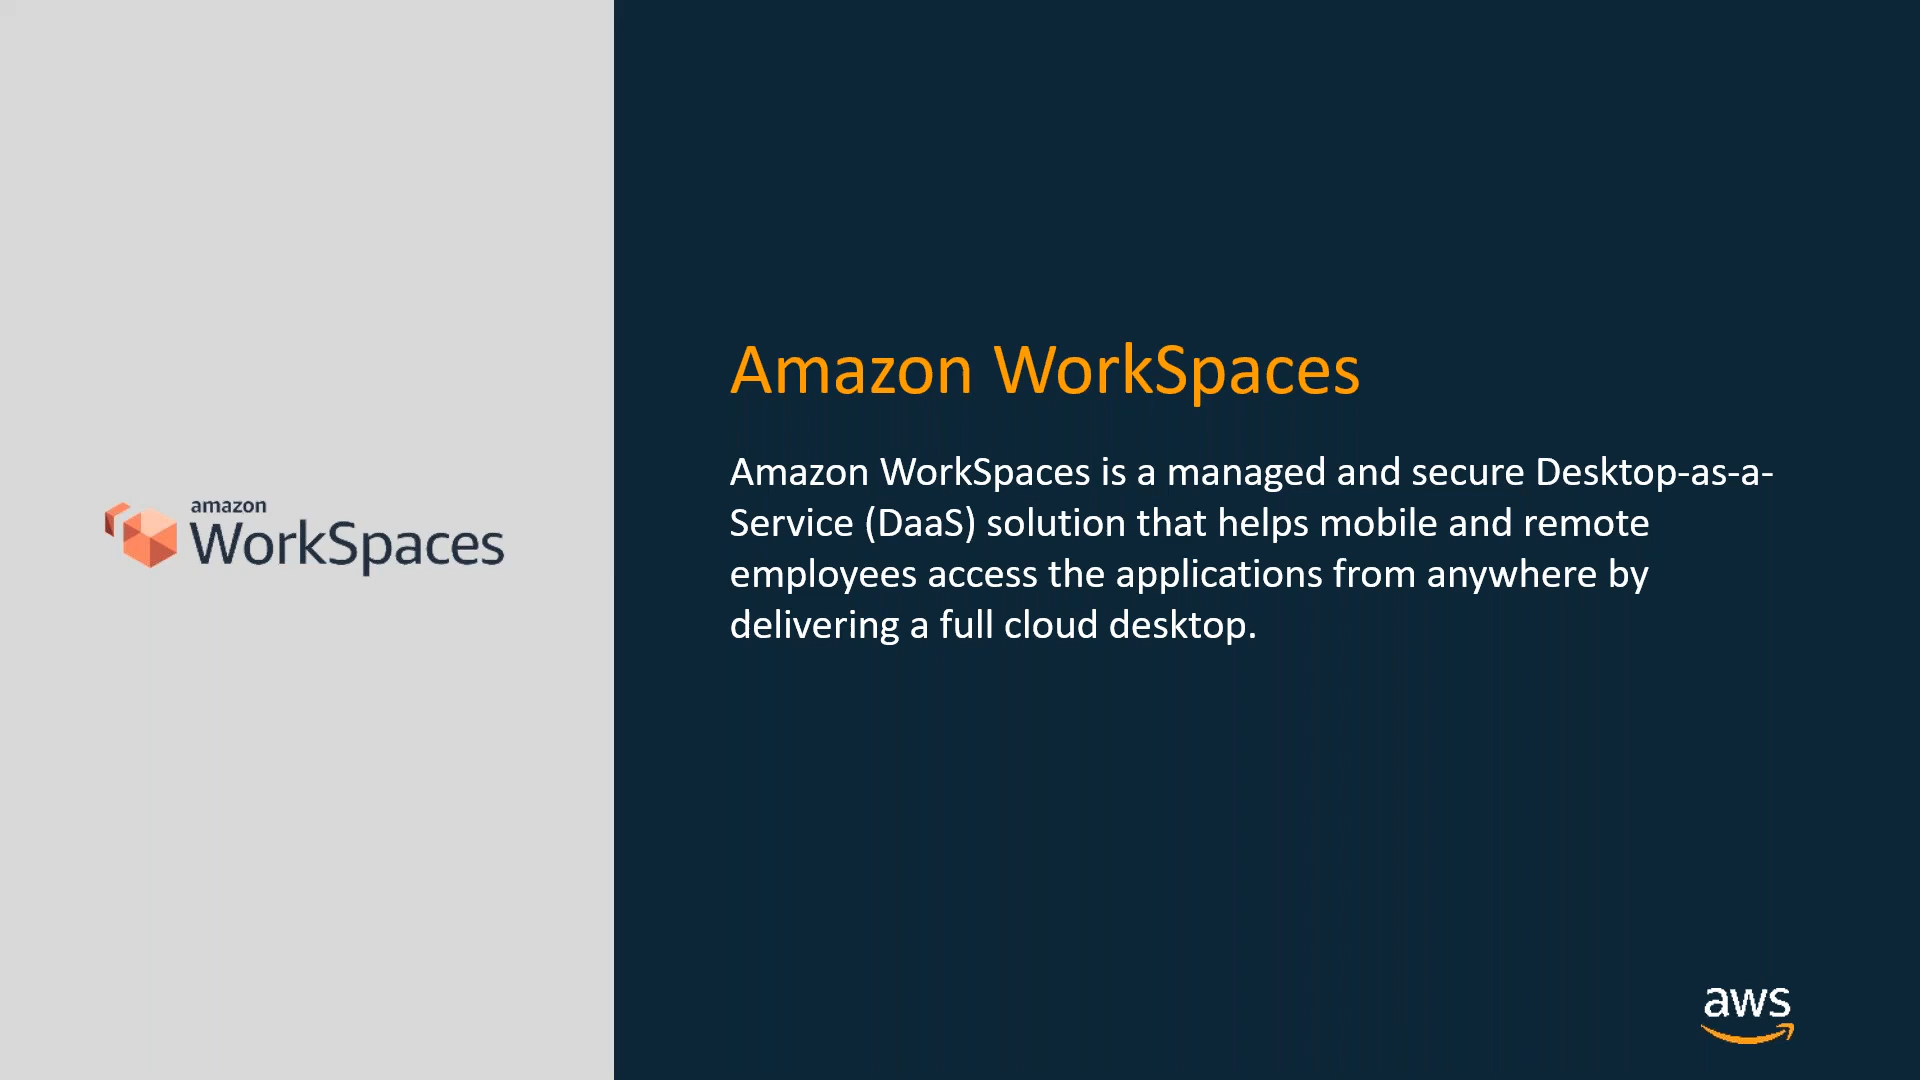 amazon
WorkSpaces
Amazon WorkSpaces
Amazon WorkSpaces is a managed and secure Desktop-as-a-
Service (DaaS) solution that helps mobile and remote
employees access the applications from anywhere by
delivering a full cloud desktop.
aws